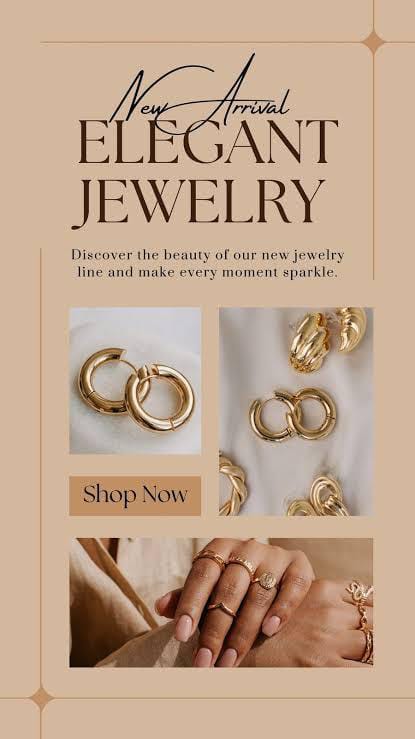 New Arrival
ELEGANT
JEWELRY
Discover the beauty of our new jewelry
line and make every moment sparkle.
Shop Now